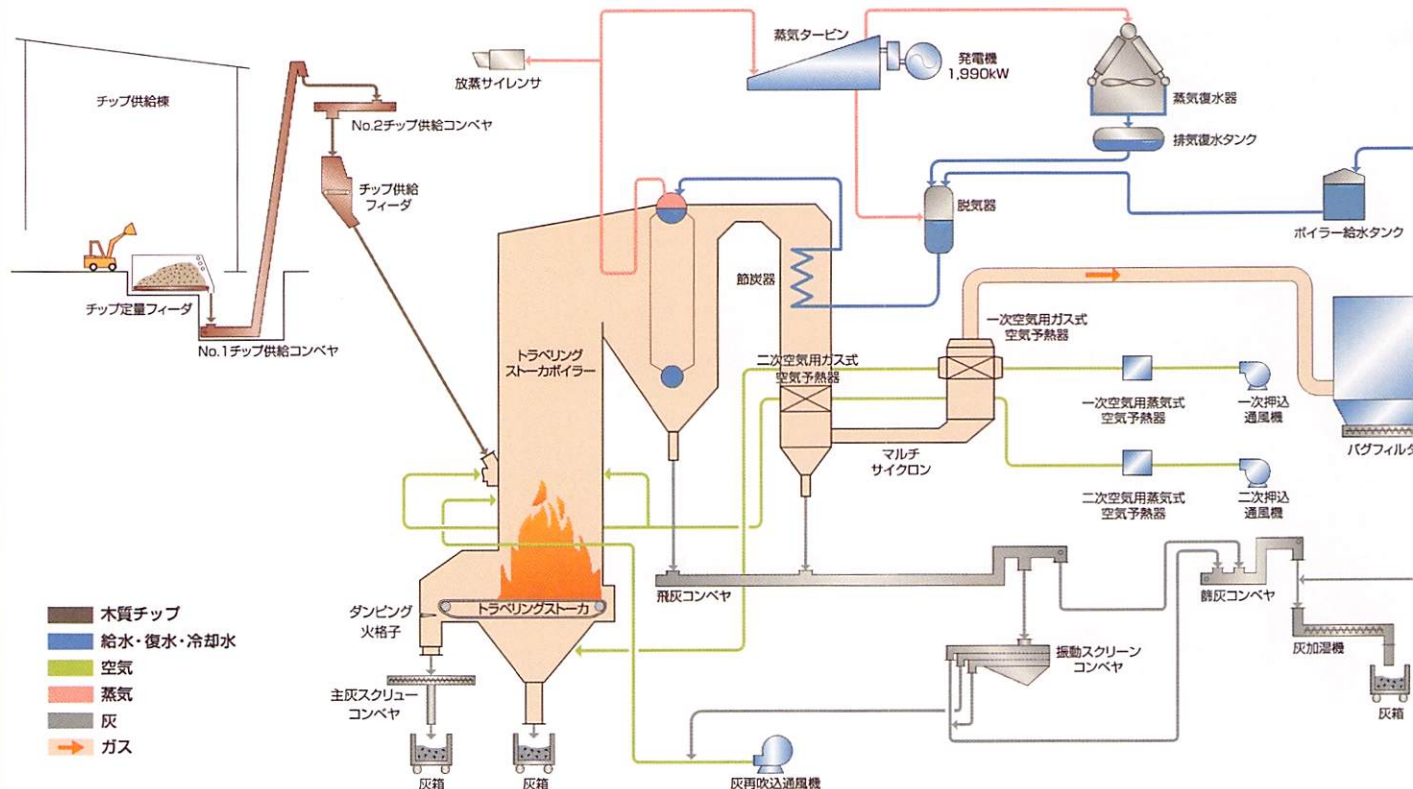 蒸気タービン
発電機
1,990kW
放蒸サイレンサ
蒸気復水器
排気復水タンク
チップ供給棟
No.2チップ供給コンベヤ
チップ供給
フィーダ
脱気器
ボイラー給水タンク
節炭器
チップ定量フィーダ
No.1チップ供給コンベヤ
トラベリング
ストーカボイラー
二次空気用ガス式
空気予熱器
一次空気用ガス式
空気予熱器
一次空気用蒸気式
空気予熱器
一次押込
通風機
バグフィルタ
マルチ
サイクロン
二次空気用蒸気式
空気予熱器
二次押込
通風機
トラベリングストーカ
ダンピング
火格子
飛灰コンベヤ
篩灰コンベヤ
振動スクリーン
コンベヤ
灰加湿機
灰箱
主灰スクリュー
コンベヤ
灰箱
灰箱
灰再吹込通風機
木質チップ
給水・復水・冷却水
空気
蒸気
灰
ガス